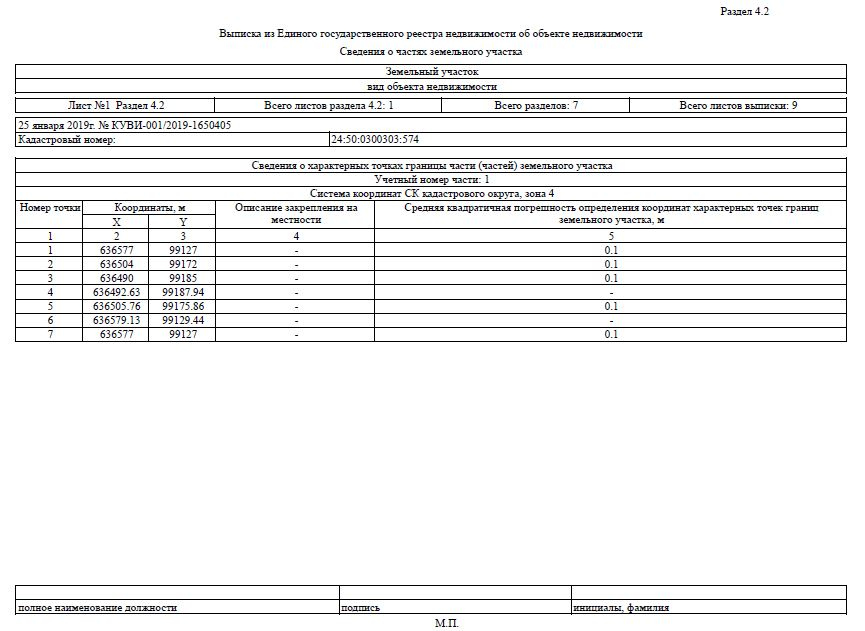 Раздел 4.2
Выписка из Единого государственного реестра недвижимости об объекте недвижимости
Сведения о частях земельного участка
Земельный участок
вид объекта недвижимости
Лист №1 Раздел 4.2 Всего листов раздела 4.2: 1 Всего разделов: 7 Всего листов выписки: 9
25 января 2019г. № КУВИ-001/2019-1650405
Кадастровый номер: 24:50:0300303:574
Сведения о характерных точках границы части (частей) земельного участка
Учетный номер части: 1
Система координат СК кадастрового округа, зона 4
Номер точки Координаты, м Описание закрепления на Средняя квадратичная погрешность определения координат характерных точек границ
X Y местности земельного участка, м
1 2 3 4 5
1 636577 99127 - 0.1
2 636504 99172 - 0.1
3 636490 99185 - 0.1
4 636492.63 99187.94 - -
5 636505.76 99175.86 - 0.1
6 636579.13 99129.44 - -
7 636577 99127 - 0.1
полное наименование должности подпись инициалы, фамилия
М.П.